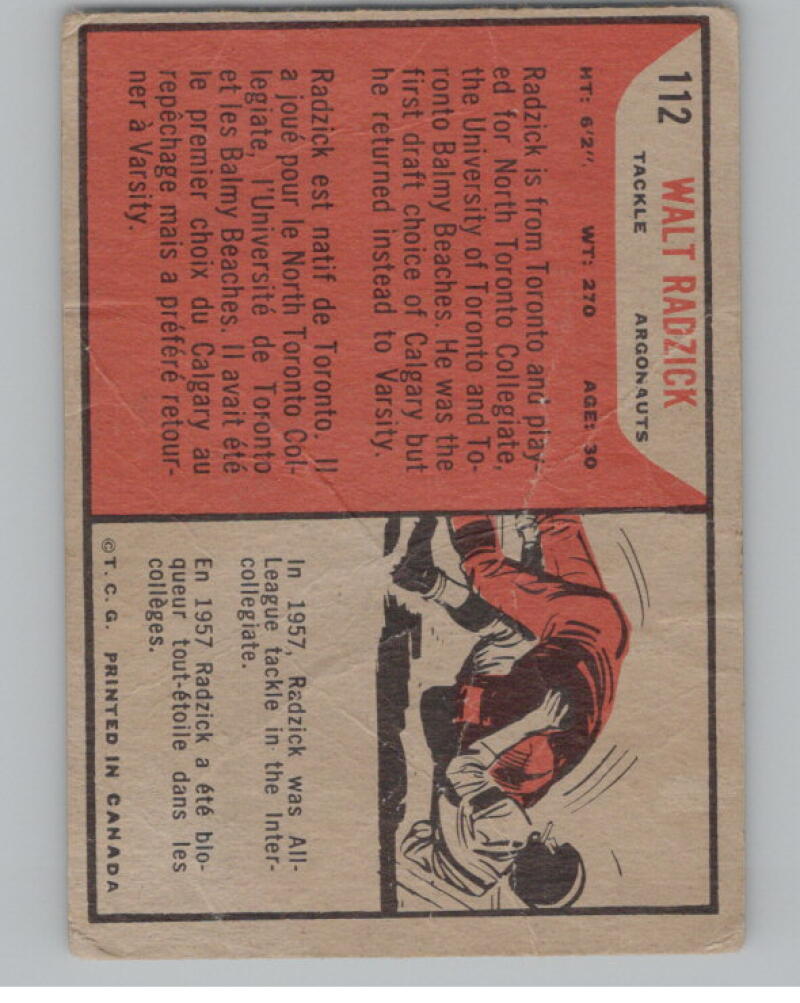 112 WALT RADZICK
TACKLE ARGONAUTS
HT: 6'2". WT: 270 AGE: 30
Radzick is from Toronto and play-
ed for North Toronto Collegiate,
the University of Toronto and To-
ronto Balmy Beaches. He was the
first draft choice of Calgary but
he returned instead to Varsity.
Radzick est natif de Toronto. Il
a joué pour le North Toronto Col-
legiate, l'Université de Toronto
et les Balmy Beaches. Il avait été
le premier choix du Calgary au
repêchage mais a préféré retour-
ner à Varsity.
In 1957, Radzick was All-
League tackle in the Inter-
collegiate.
En 1957 Radzick a été blo-
queur tout-étoile dans les
collèges.
©T. C. G. PRINTED IN CANADA